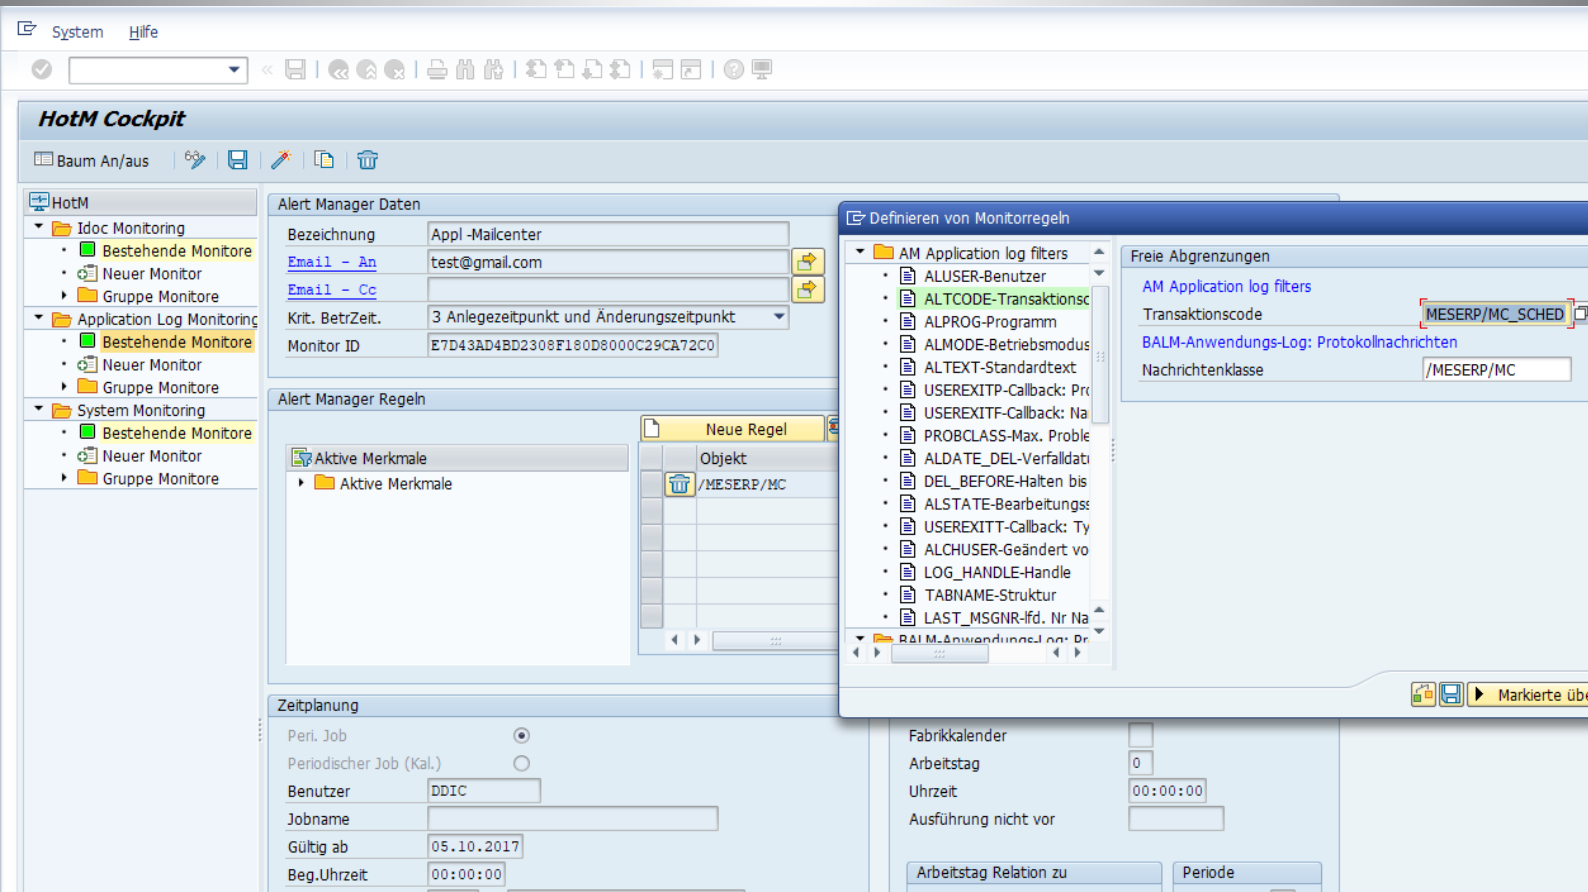 System Hilfe
HotM Cockpit
Baum An/aus
HotM
Idoc Monitoring
Bestehende Monitore
Neuer Monitor
Gruppe Monitore
Application Log Monitoring
Bestehende Monitore
Neuer Monitor
Gruppe Monitore
System Monitoring
Bestehende Monitore
Neuer Monitor
Gruppe Monitore
Alert Manager Daten
Bezeichnung Appl -Mailcenter
Email - An test@gmail.com
Email - Cc
Krit. BetrZeit. 3 Anlegezeitpunkt und Änderungszeitpunkt
Monitor ID E7D43AD4BD2308F180D8000C29CA72C0
Alert Manager Regeln
Neue Regel
Aktive Merkmale
Aktive Merkmale
Objekt
/MESERP/MC
Definieren von Monitorregeln
AM Application log filters
ALUSER-Benutzer
ALTCODE-Transaktionsc
ALPROG-Programm
ALMODE-Betriebsmodus
ALTEXT-Standardtext
USEREXITP-Callback: Pro
USEREXITF-Callback: Na
PROBCLASS-Max. Proble
ALDATE_DEL-Verfalldatu
DEL_BEFORE-Halten bis
ALSTATE-Bearbeitungss
USEREXITT-Callback: Ty
ALCHUSER-Geändert vo
LOG_HANDLE-Handle
TABNAME-Struktur
LAST_MSGNR-lfd. Nr Na
BALM-Anwendungs-Log: Pr
Freie Abgrenzungen
AM Application log filters
Transaktionscode MESERP/MC_SCHED
BALM-Anwendungs-Log: Protokollnachrichten
Nachrichtenklasse /MESERP/MC
Markierte übe
Zeitplanung
Peri. Job
Periodischer Job (Kal.)
Benutzer DDIC
Jobname
Gültig ab 05.10.2017
Beg.Uhrzeit 00:00:00
Fabrikkalender
Arbeitstag 0
Uhrzeit 00:00:00
Ausführung nicht vor
Arbeitstag Relation zu
Periode